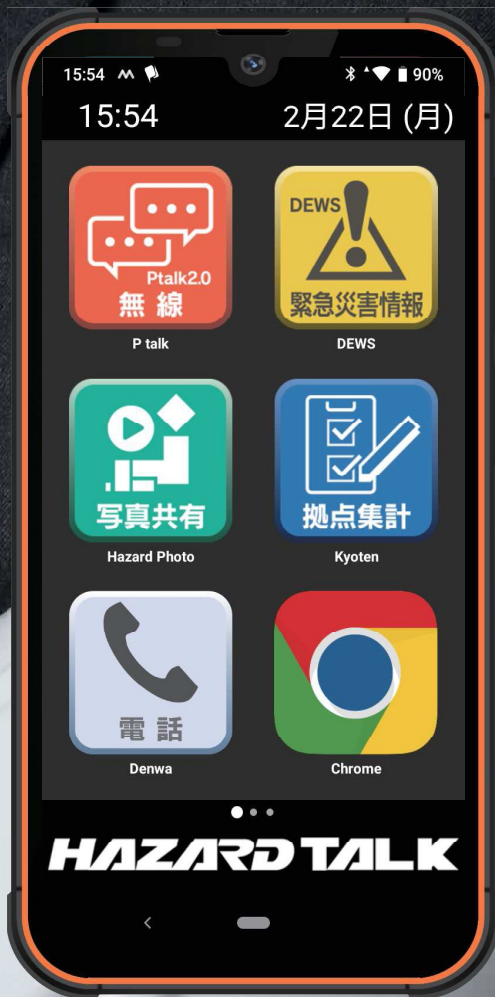 15:54
90%
15:54
2月22日 (月)
Ptalk2.0
無線
P talk
DEWS
緊急災害情報
DEWS
写真共有
Hazard Photo
拠点集計
Kyoten
電話
Denwa
Chrome
HAZARD TALK